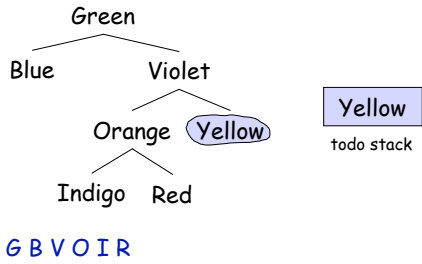 Green
Blue Violet
Orange Yellow
Yellow
todo stack
Indigo Red
G B V O I R